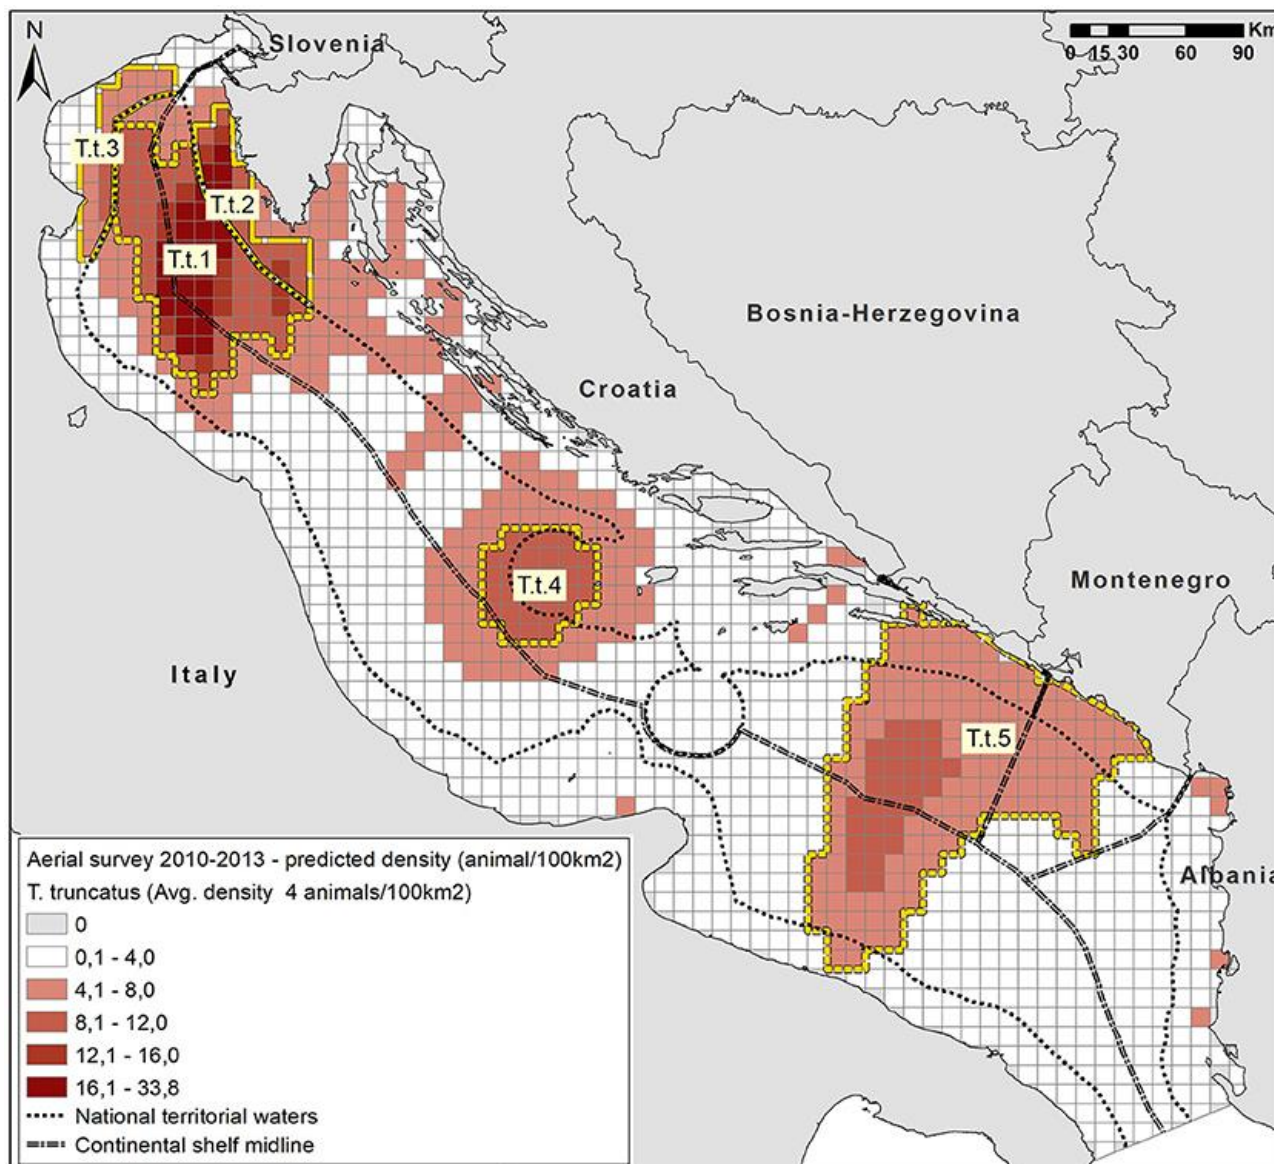 N
Slovenia
Km
0 15 30 60 90
T.t.3
T.t.2
T.t.1
Bosnia-Herzegovina
Croatia
T.t.4
Montenegro
Italy
T.t.5
Albania
Aerial survey 2010-2013 - predicted density (animal/100km2)
T. truncatus (Avg. density 4 animals/100km2)
0
0,1 - 4,0
4,1 - 8,0
8,1 - 12,0
12,1 - 16,0
16,1 - 33,8
National territorial waters
Continental shelf midline